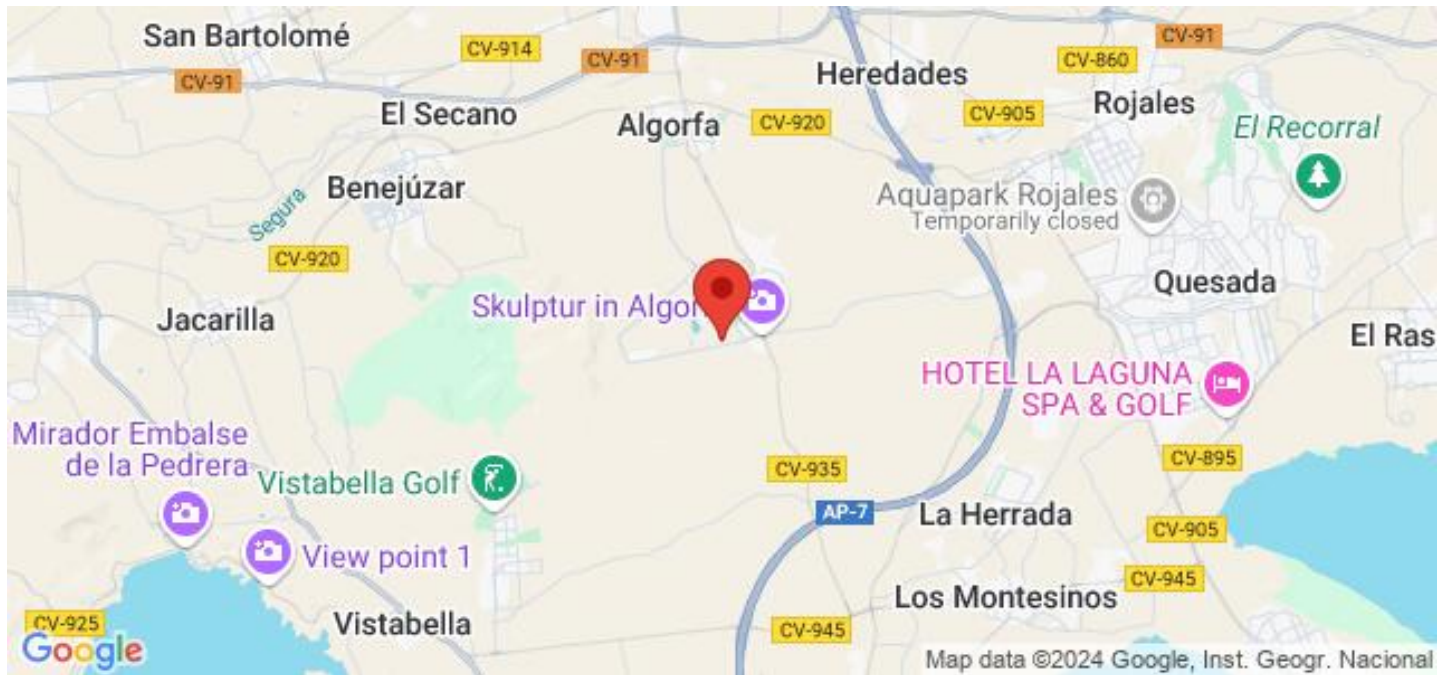 San Bartolomé
CV-914
CV-91
CV-91
CV-91
CV-860
Heredades
El Secano
Algorfa
CV-920
CV-905
Rojales
El Recorral
Benejúzar
Segura
Aquapark Rojales
Temporarily closed
CV-920
Quesada
Skulptur in Algor
Jacarilla
El Ras
HOTEL LA LAGUNA
SPA & GOLF
Mirador Embalse
de la Pedrera
Vistabella Golf
CV-935
CV-895
AP-7
La Herrada
CV-905
View point 1
CV-945
Los Montesinos
CV-925
Vistabella
CV-945
Google
Map data ©2024 Google, Inst. Geogr. Nacional